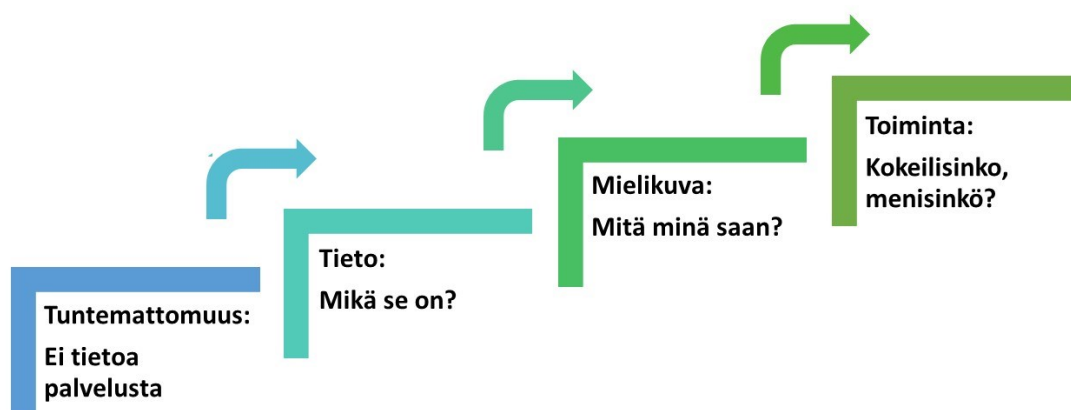 Tuntemattomuus:
Ei tietoa
palvelusta
Tieto:
Mikä se on?
Mielikuva:
Mitä minä saan?
Toiminta:
Kokeilisinko,
menisinkö?